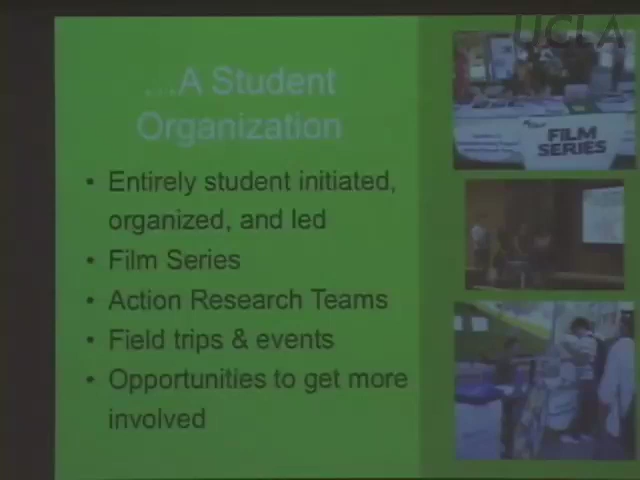 UCLA
...A Student
Organization
• Entirely student initiated,
organized, and led
• Film Series
• Action Research Teams
• Field trips & events
• Opportunities to get more
involved
FILM
SERIES